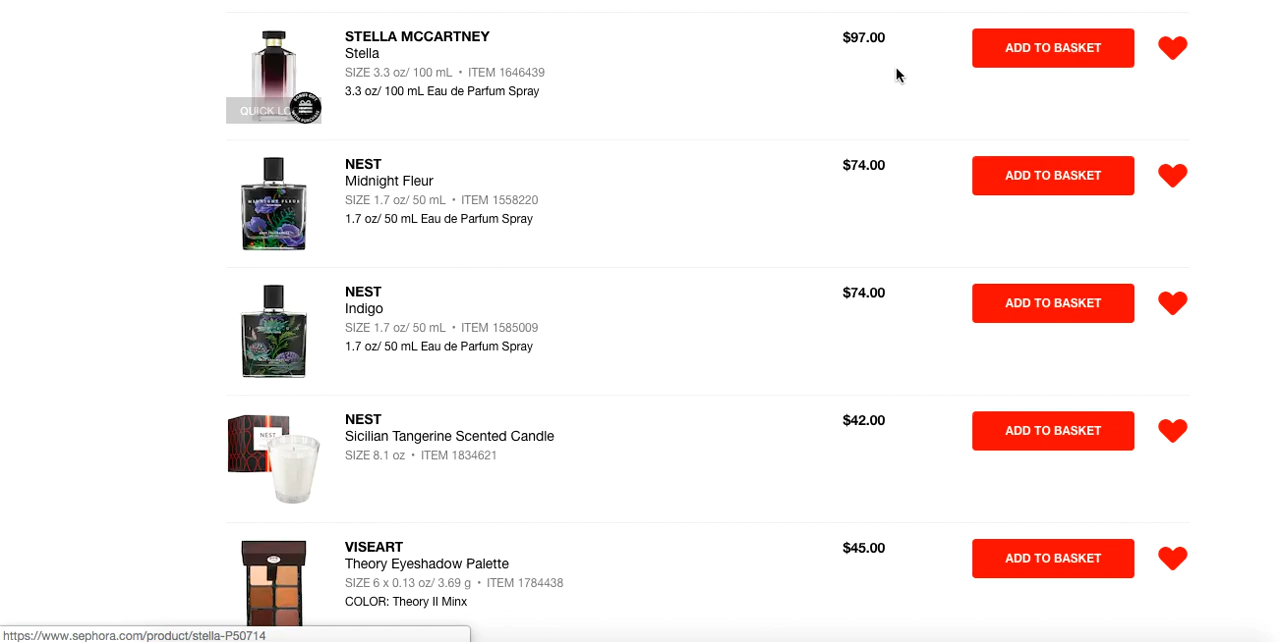 STELLA MCCARTNEY
Stella
SIZE 3.3 oz/ 100 mL • ITEM 1646439
3.3 oz/ 100 mL Eau de Parfum Spray
$97.00
ADD TO BASKET
QUICK LO
NEST
Midnight Fleur
SIZE 1.7 oz/ 50 mL • ITEM 1558220
1.7 oz/ 50 mL Eau de Parfum Spray
$74.00
ADD TO BASKET
MIDNIGHT FLEUR
NEST
Indigo
SIZE 1.7 oz/ 50 mL • ITEM 1585009
1.7 oz/ 50 mL Eau de Parfum Spray
$74.00
ADD TO BASKET
NEST
Sicilian Tangerine Scented Candle
SIZE 8.1 oz • ITEM 1834621
$42.00
ADD TO BASKET
NEST
VISEART
Theory Eyeshadow Palette
SIZE 6 x 0.13 oz/ 3.69 g • ITEM 1784438
COLOR: Theory II Minx
$45.00
ADD TO BASKET
https://www.sephora.com/product/stella-P50714